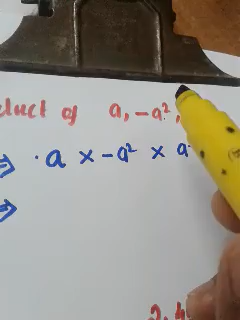 duct of a, -a²,
⇒ · a × -a² × a
⇒